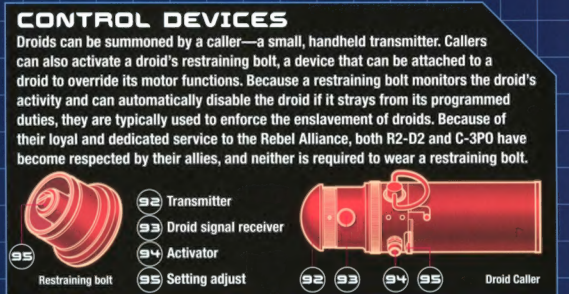 CONTROL DEVICES
Droids can be summoned by a caller—a small, handheld transmitter. Callers
can also activate a droid's restraining bolt, a device that can be attached to a
droid to override its motor functions. Because a restraining bolt monitors the droid's
activity and can automatically disable the droid if it strays from its programmed
duties, they are typically used to enforce the enslavement of droids. Because of
their loyal and dedicated service to the Rebel Alliance, both R2-D2 and C-3PO have
become respected by their allies, and neither is required to wear a restraining bolt.
92 Transmitter
93 Droid signal receiver
94 Activator
95 Setting adjust
95
Restraining bolt
92 93 94 95
Droid Caller